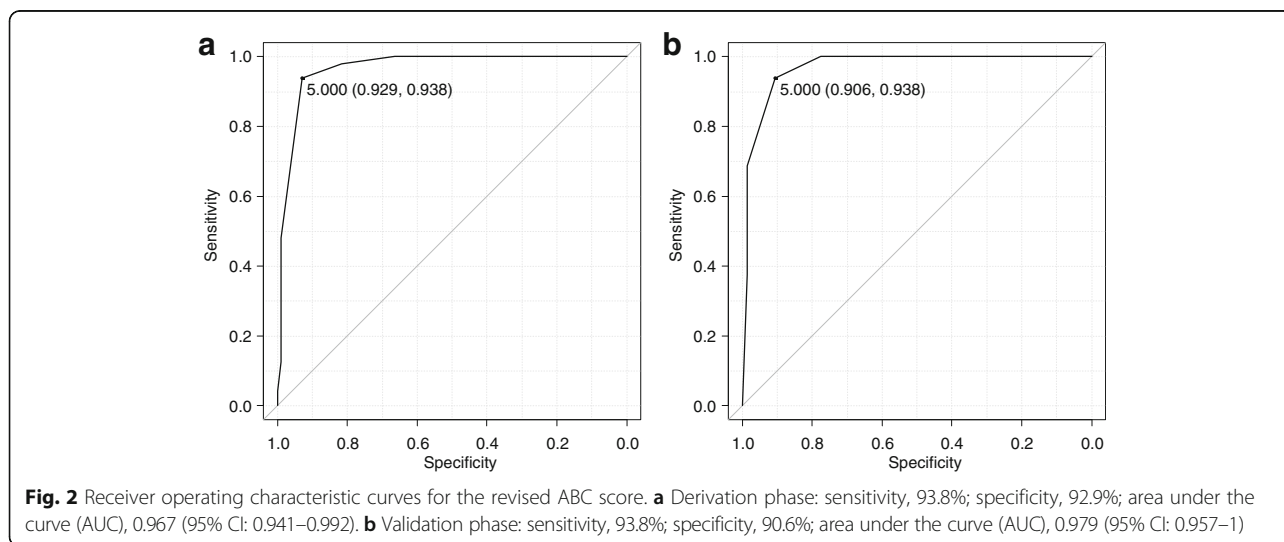 a
1.0
0.8
0.6
0.4
0.2
0.0
Sensitivity
5.000 (0.929, 0.938)
1.0 0.8 0.6 0.4 0.2 0.0
Specificity
b
1.0
0.8
0.6
0.4
0.2
0.0
Sensitivity
5.000 (0.906, 0.938)
1.0 0.8 0.6 0.4 0.2 0.0
Specificity
Fig. 2 Receiver operating characteristic curves for the revised ABC score. a Derivation phase: sensitivity, 93.8%; specificity, 92.9%; area under the
curve (AUC), 0.967 (95% CI: 0.941–0.992). b Validation phase: sensitivity, 93.8%; specificity, 90.6%; area under the curve (AUC), 0.979 (95% CI: 0.957–1)